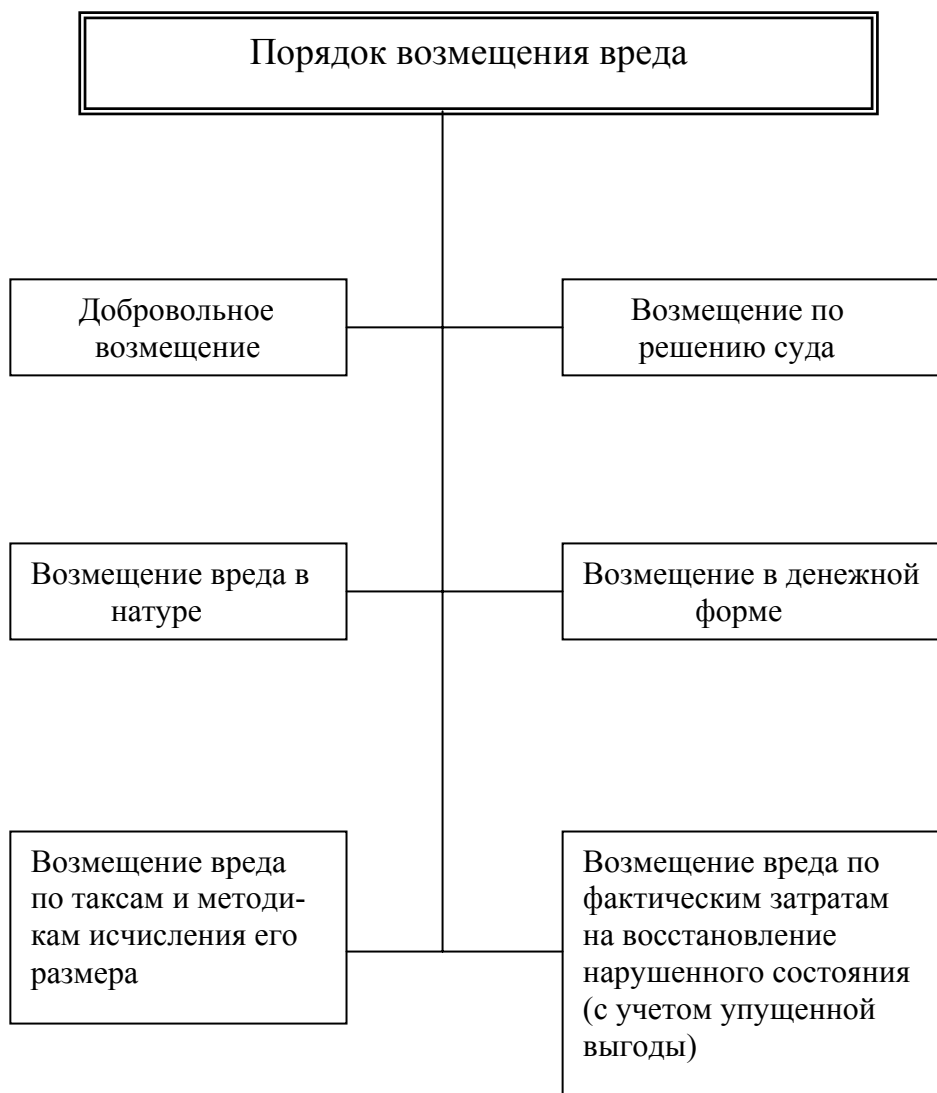 Порядок возмещения вреда
Добровольное
возмещение
Возмещение по
решению суда
Возмещение вреда в
натуре
Возмещение в денежной
форме
Возмещение вреда
по таксам и методи-
кам исчисления его
размера
Возмещение вреда по
фактическим затратам
на восстановление
нарушенного состояния
(с учетом упущенной
выгоды)